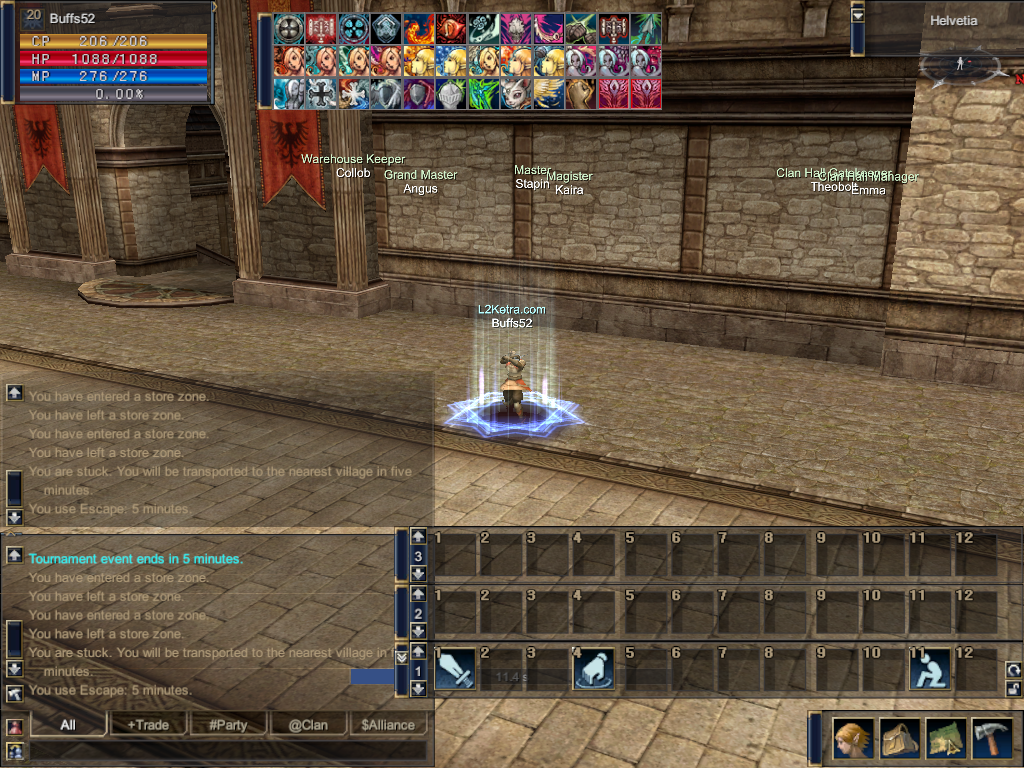 20 Buffs52
CP 206/206
HP 1088/1088
MP 276/276
0.00%
Helvetia
N
Warehouse Keeper
Collob
Grand Master
Angus
Master
Stapin
Magister
Kaira
Clan Hall Gatekeeper
Theobolt
Clan Hall Manager
Emma
L2Ketra.com
Buffs52
You have entered a store zone.
You have left a store zone.
You have entered a store zone.
You have left a store zone.
You are stuck. You will be transported to the nearest village in five
minutes.
You use Escape: 5 minutes.
Tournament event ends in 5 minutes.
You have entered a store zone.
You have left a store zone.
You have entered a store zone.
You have left a store zone.
You are stuck. You will be transported to the nearest village in
minutes.
You use Escape: 5 minutes.
3 1 2 3 4 5 6 7 8 9 10 11 12
2 1 2 3 4 5 6 7 8 9 10 11 12
1 1 2 3 4 5 6 7 8 9 10 11 12
11.4 s
All +Trade #Party @Clan $Alliance